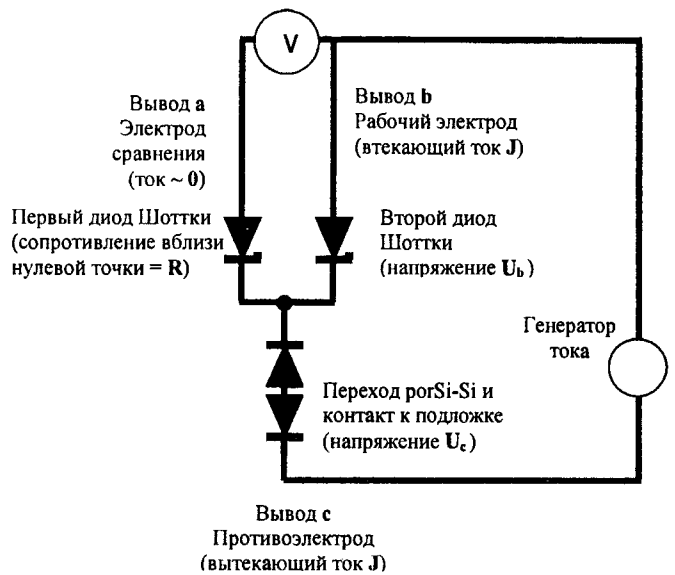 V
Вывод a
Электрод
сравнения
(ток ~ 0)
Вывод b
Рабочий электрод
(втекающий ток J)
Первый диод Шоттки
(сопротивление вблизи
нулевой точки = R)
Второй диод
Шоттки
(напряжение Ub )
Генератор
тока
Переход porSi-Si и
контакт к подложке
(напряжение Uc )
Вывод c
Противоэлектрод
(вытекающий ток J)